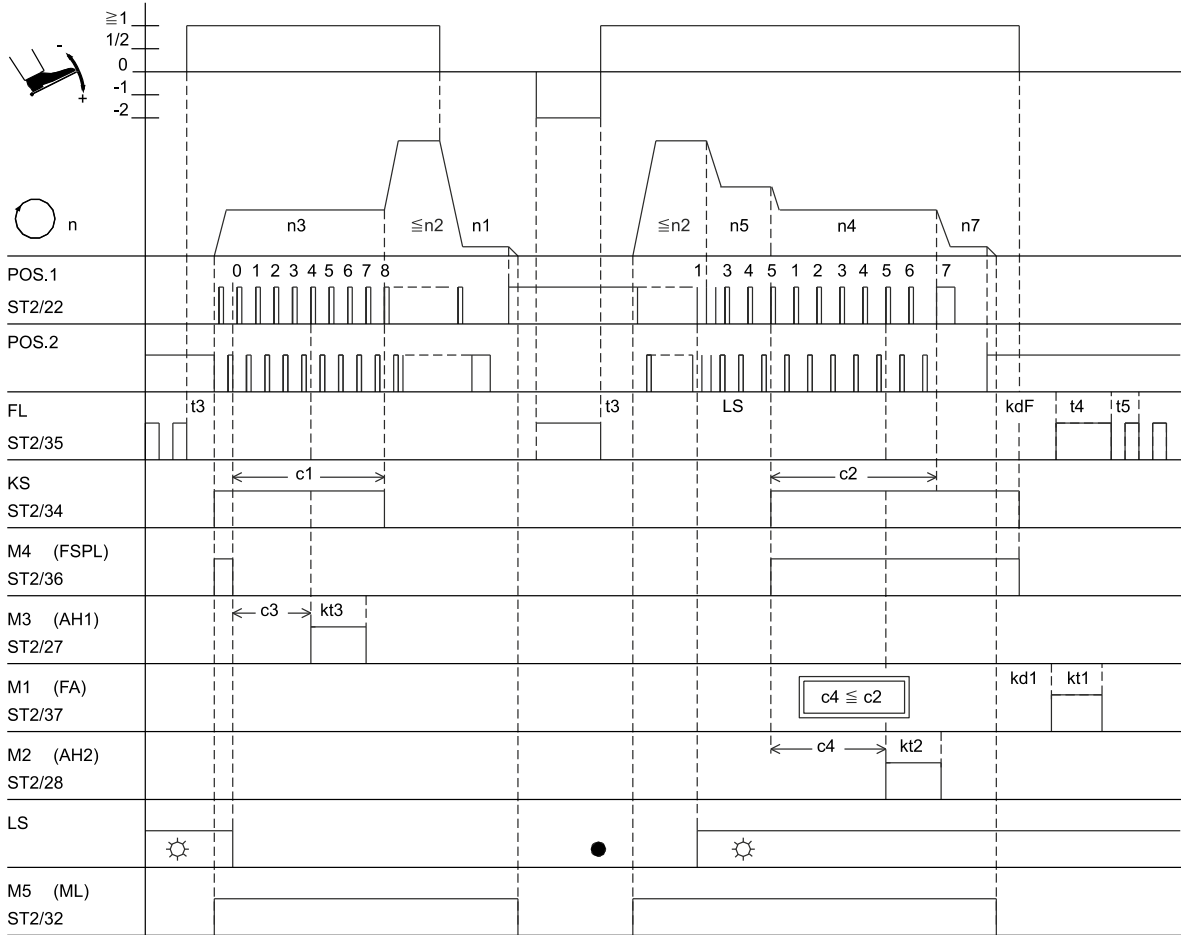 ≧1
1/2
0
-1
-2
-
+
n
n3
≦n2
n1
≦n2
n5
n4
n7
POS.1
ST2/22
0 1 2 3 4 5 6 7 8
1 3 4 5 1 2 3 4 5 6 7
POS.2
FL
ST2/35
t3
t3
LS
kdF
t4
t5
KS
ST2/34
c1
c2
M4 (FSPL)
ST2/36
M3 (AH1)
ST2/27
c3
kt3
M1 (FA)
ST2/37
c4 ≦ c2
kd1
kt1
M2 (AH2)
ST2/28
c4
kt2
LS
M5 (ML)
ST2/32